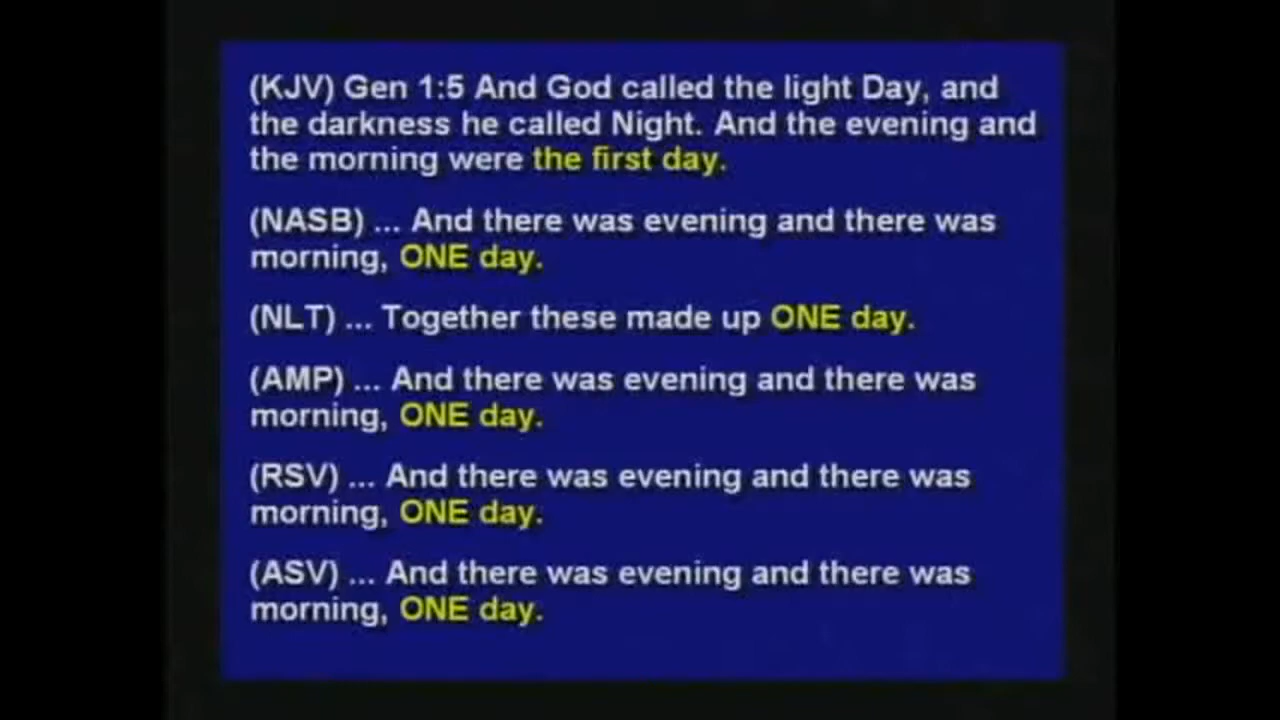 (KJV) Gen 1:5 And God called the light Day, and
the darkness he called Night. And the evening and
the morning were the first day.
(NASB) ... And there was evening and there was
morning, ONE day.
(NLT) ... Together these made up ONE day.
(AMP) ... And there was evening and there was
morning, ONE day.
(RSV) ... And there was evening and there was
morning, ONE day.
(ASV) ... And there was evening and there was
morning, ONE day.